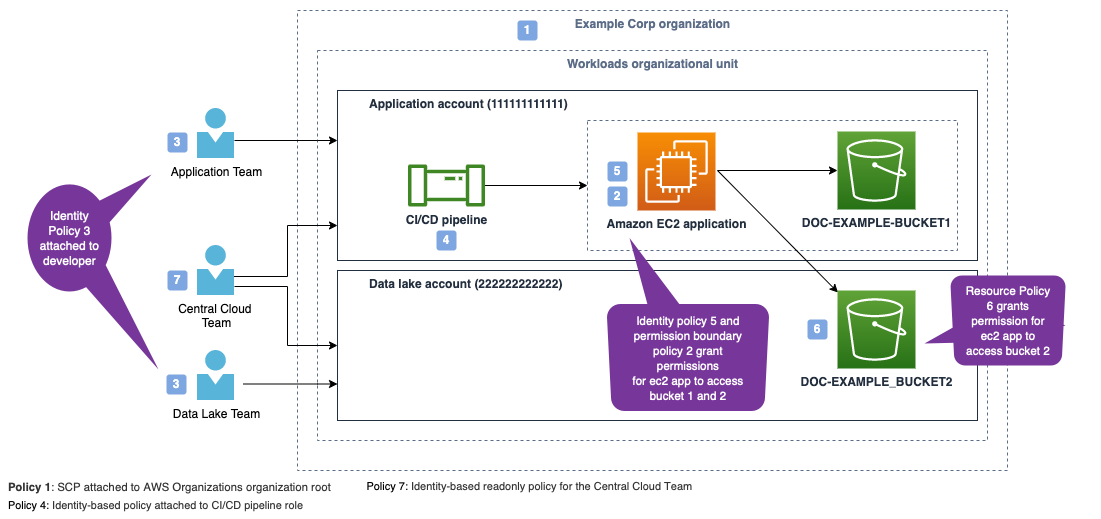 Example Corp organization
1
Workloads organizational unit
Application account (111111111111)
3
Application Team
5
2
CI/CD pipeline
4
Amazon EC2 application
DOC-EXAMPLE-BUCKET1
Identity
Policy 3
attached to
developer
7
Central Cloud
Team
Data lake account (222222222222)
Resource Policy
6 grants
permission for
ec2 app to
access bucket 2
Identity policy 5 and
permission boundary
policy 2 grant
permissions
for ec2 app to access
bucket 1 and 2
6
DOC-EXAMPLE_BUCKET2
3
Data Lake Team
Policy 1: SCP attached to AWS Organizations organization root
Policy 7: Identity-based readonly policy for the Central Cloud Team
Policy 4: Identity-based policy attached to CI/CD pipeline role